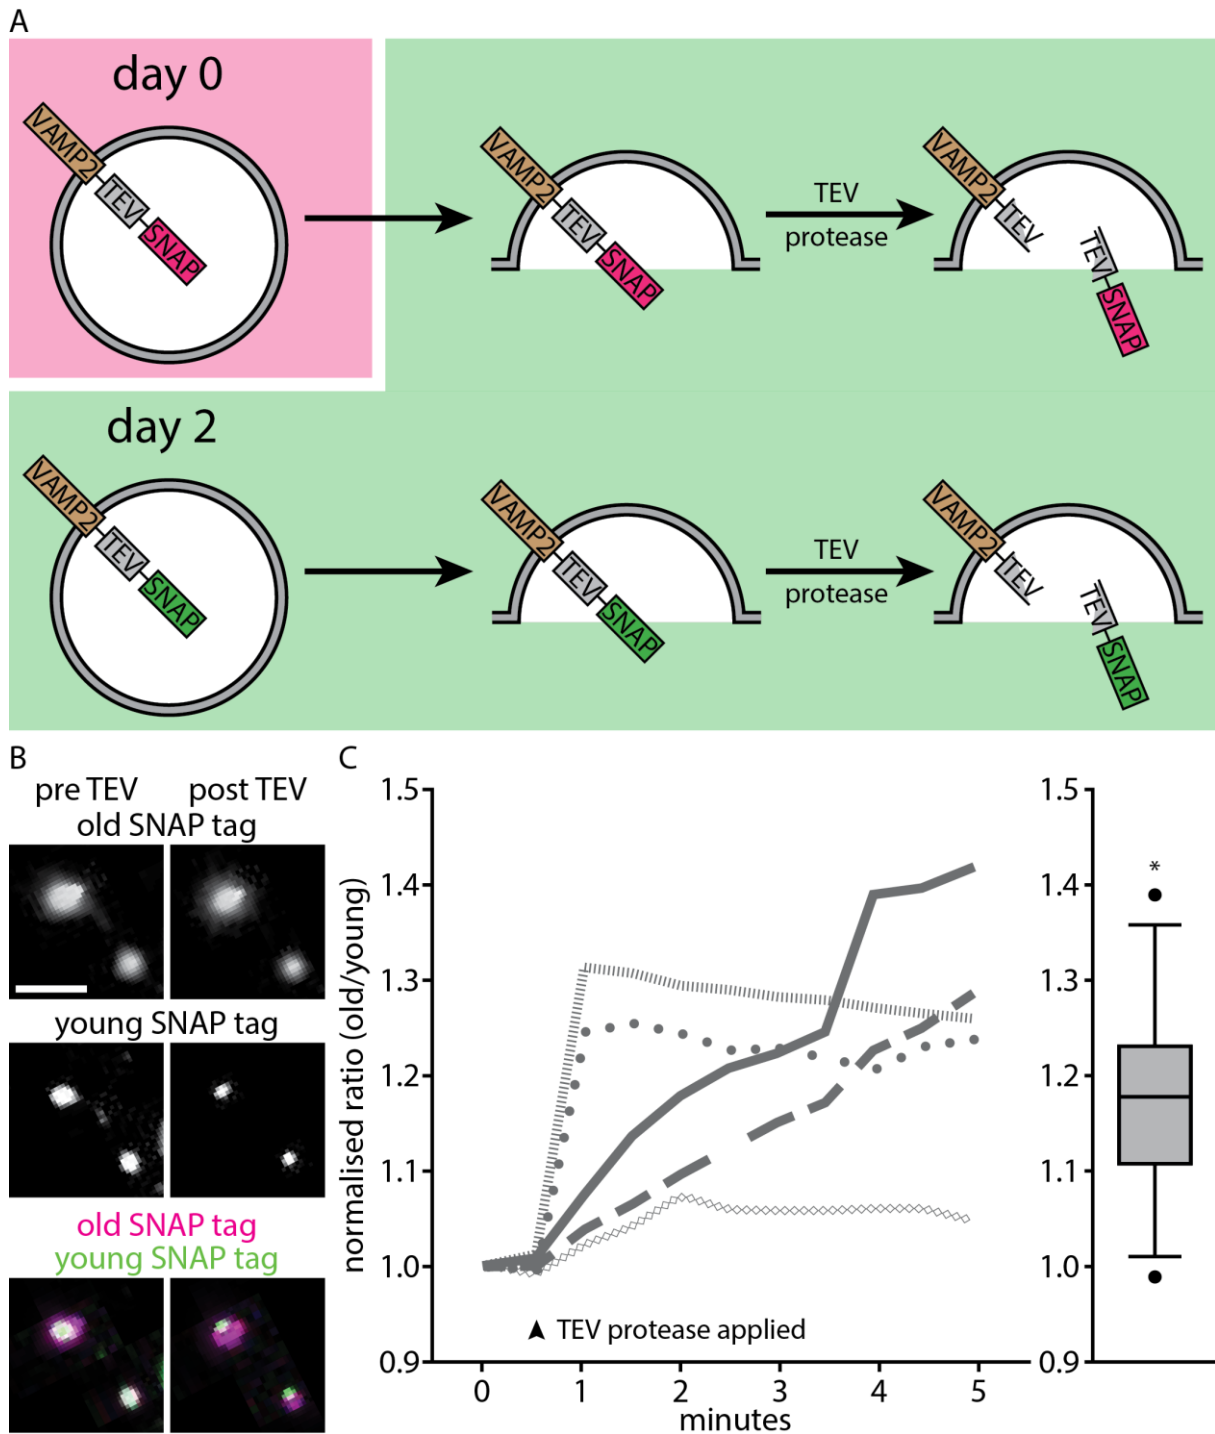 A
day 0
VAMP2
TEV
SNAP
VAMP2
TEV
SNAP
TEV
protease
VAMP2
TEV
TEV
SNAP
day 2
VAMP2
TEV
SNAP
VAMP2
TEV
SNAP
TEV
protease
VAMP2
TEV
TEV
SNAP
B
pre TEV post TEV
old SNAP tag
young SNAP tag
old SNAP tag
young SNAP tag
C
normalised ratio (old/young)
1.5
1.4
1.3
1.2
1.1
1.0
0.9
TEV protease applied
0 1 2 3 4 5
minutes
1.5
*
1.4
1.3
1.2
1.1
1.0
0.9